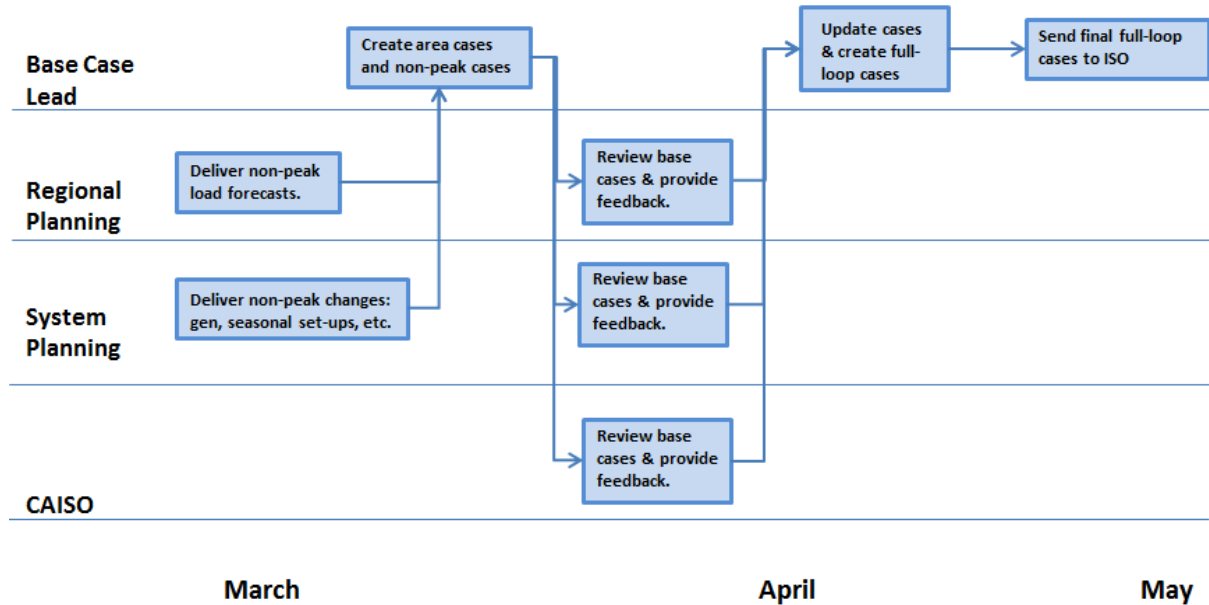 Base Case
Lead
Create area cases
and non-peak cases
Update cases
& create full-
loop cases
Send final full-loop
cases to ISO
Regional
Planning
Deliver non-peak
load forecasts.
Review base
cases & provide
feedback.
System
Planning
Deliver non-peak changes:
gen, seasonal set-ups, etc.
Review base
cases & provide
feedback.
CAISO
Review base
cases & provide
feedback.
March
April
May